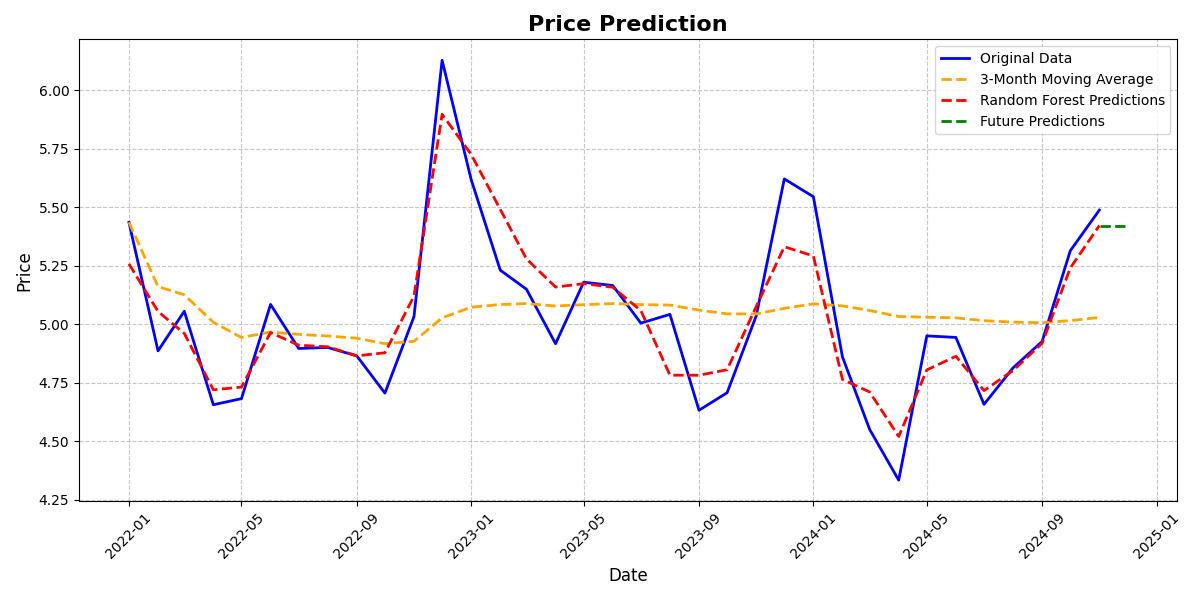 Price Prediction
Original Data
3-Month Moving Average
Random Forest Predictions
Future Predictions
Price
6.00
5.75
5.50
5.25
5.00
4.75
4.50
4.25
2022-01
2022-05
2022-09
2023-01
2023-05
2023-09
2024-01
2024-05
2024-09
2025-01
Date